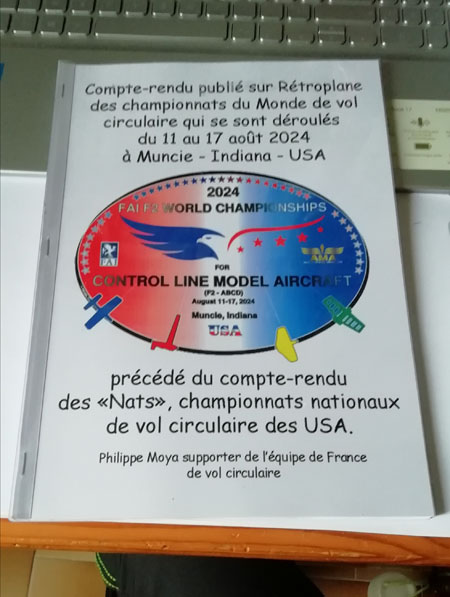 Compte-rendu publié sur Rétroplane
des championnats du Monde de vol
circulaire qui se sont déroulés
du 11 au 17 août 2024
à Muncie - Indiana - USA
2024
FAI F2 WORLD CHAMPIONSHIPS
FAI
AMA
FOR
CONTROL LINE MODEL AIRCRAFT
(F2 - ABCD)
August 11-17, 2024
Muncie, Indiana
USA
précédé du compte-rendu
des «Nats», championnats nationaux
de vol circulaire des USA.
Philippe Moya supporter de l'équipe de France
de vol circulaire